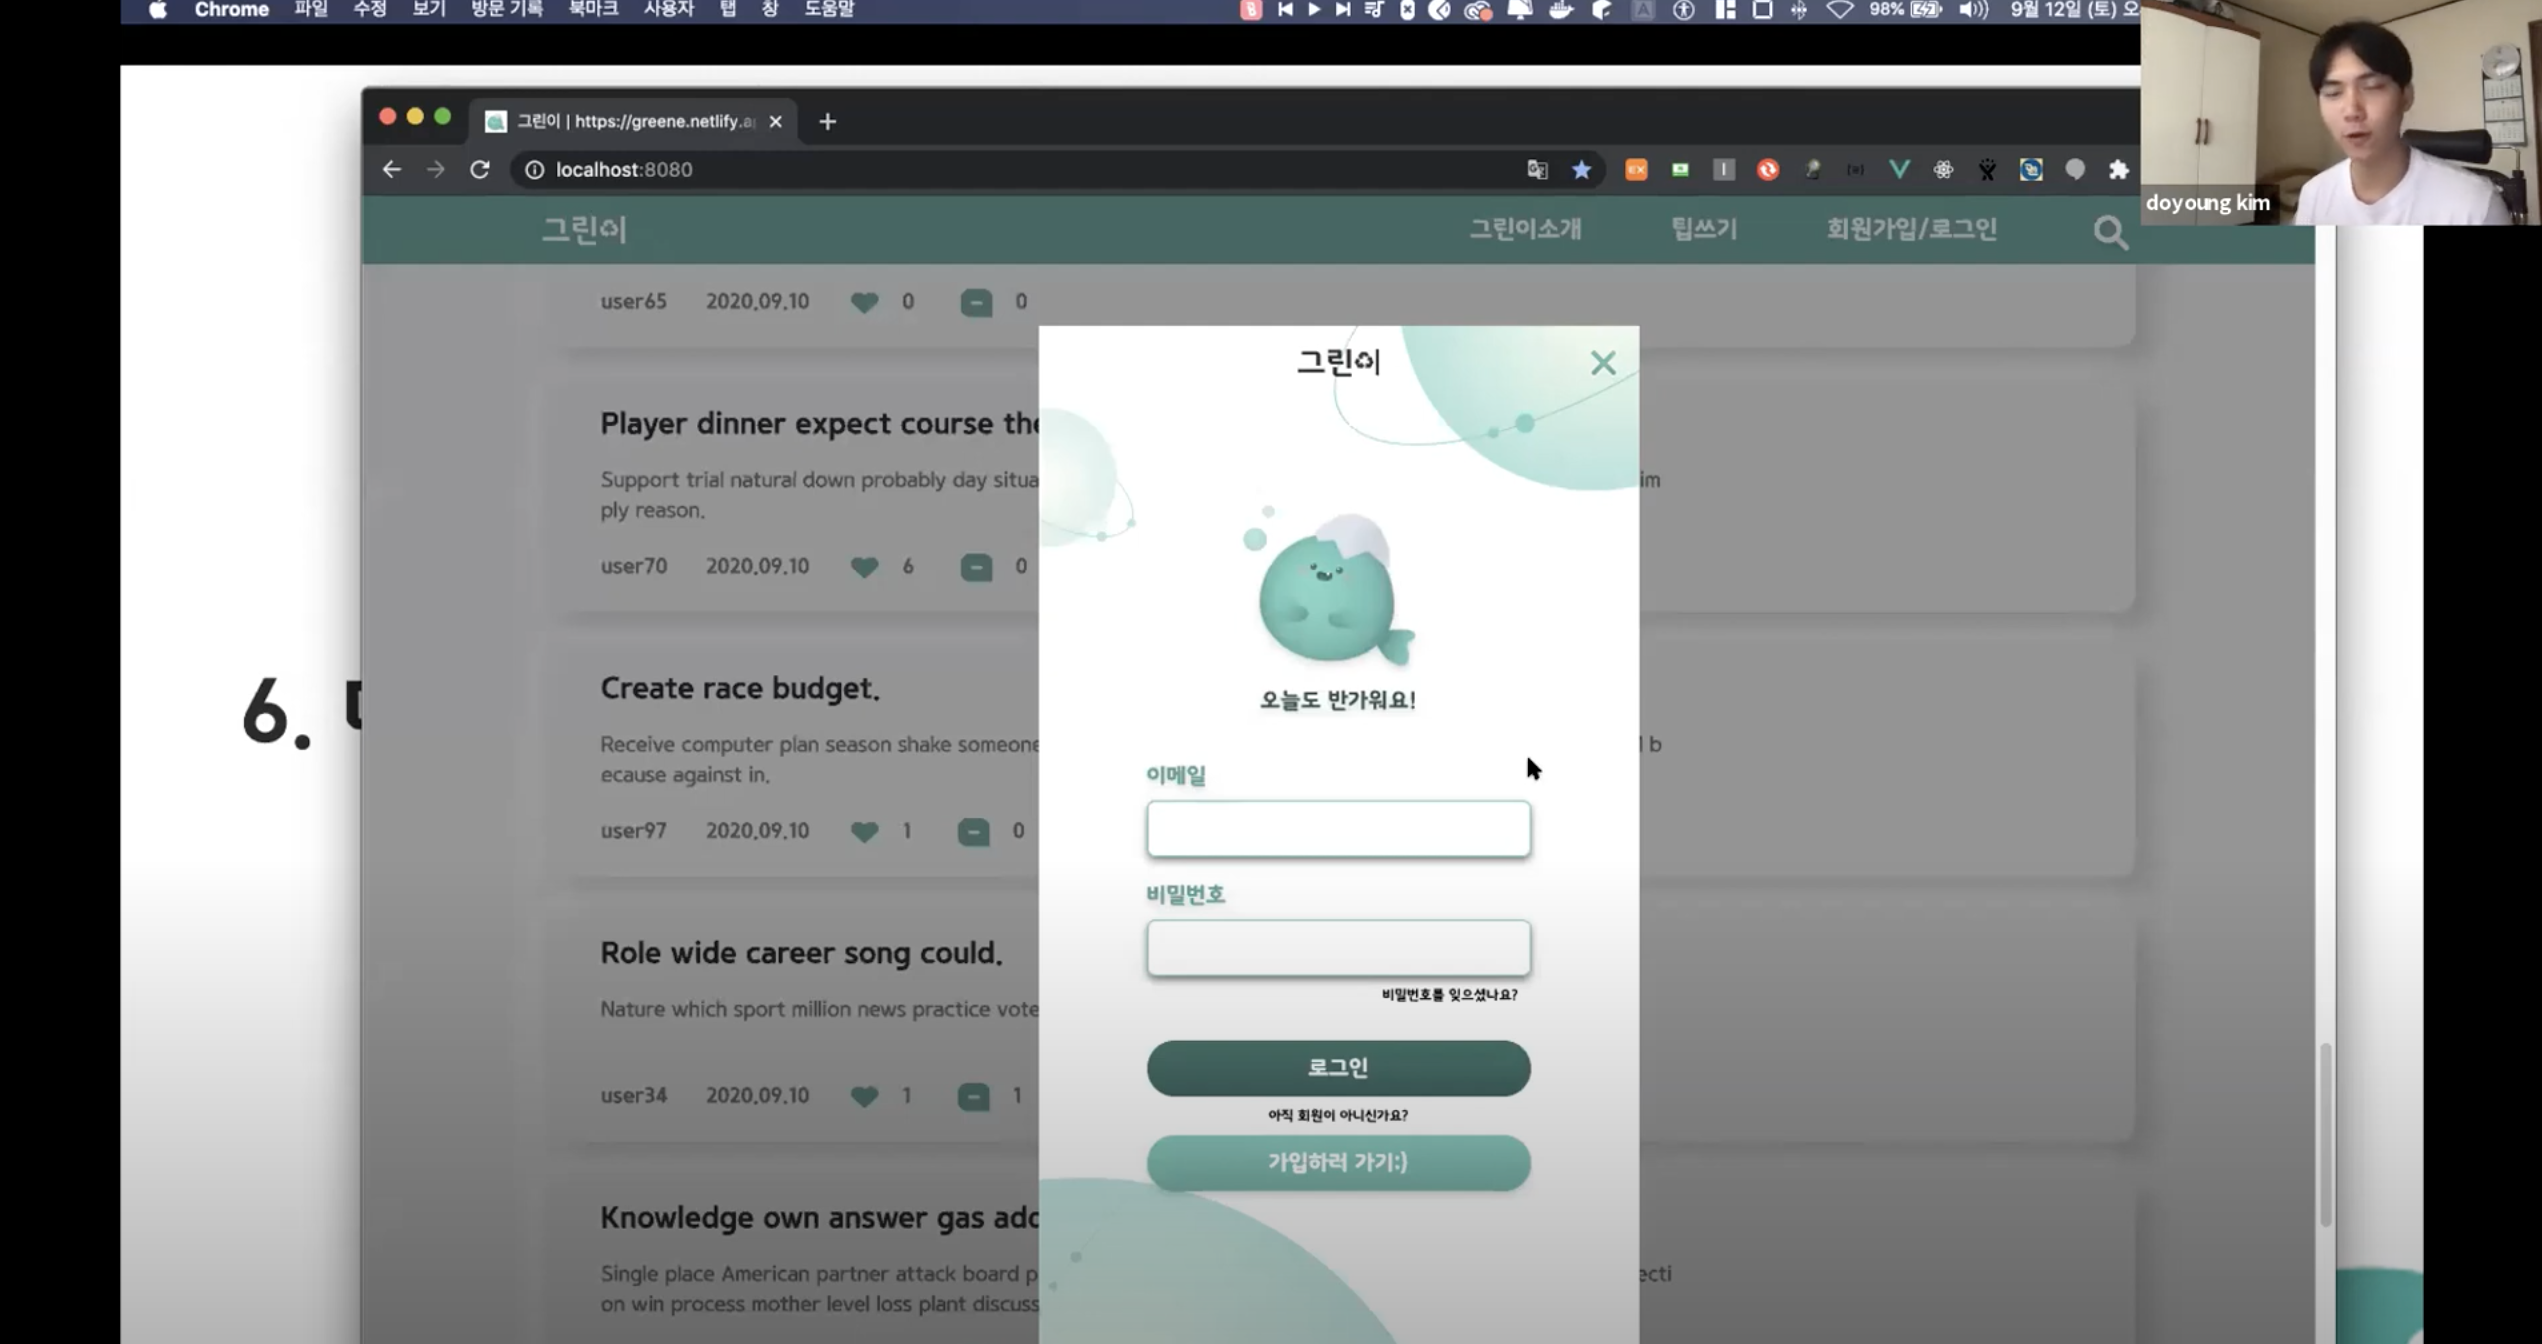 Chrome 파일 수정 보기 방문 기록 북마크 사용자 탭 창 도움말 98% 9월 12일 (토) 오
그린이 | https://greene.netlify.a
localhost:8080
doyoung kim
그린이 그린이소개 팁쓰기 회원가입/로그인
user65 2020.09.10 0 0
그린이
Player dinner expect course the
Support trial natural down probably day situa im
ply reason.
user70 2020.09.10 6 0
6.
Create race budget.
오늘도 반가워요!
Receive computer plan season shake someone b
ecause against in.
이메일
user97 2020.09.10 1 0
비밀번호
Role wide career song could.
비밀번호를 잊으셨나요?
Nature which sport million news practice vote
로그인
user34 2020.09.10 1 1
아직 회원이 아니신가요?
가입하러 가기:)
Knowledge own answer gas add
Single place American partner attack board p ecti
on win process mother level loss plant discuss